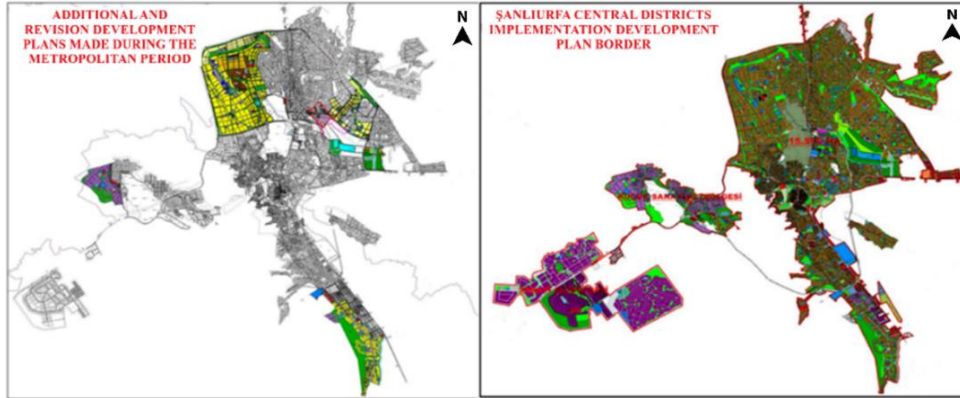 ADDITIONAL AND
REVISION DEVELOPMENT
PLANS MADE DURING THE
METROPOLITAN PERIOD
N
ŞANLIURFA CENTRAL DISTRICTS
IMPLEMENTATION DEVELOPMENT
PLAN BORDER
N